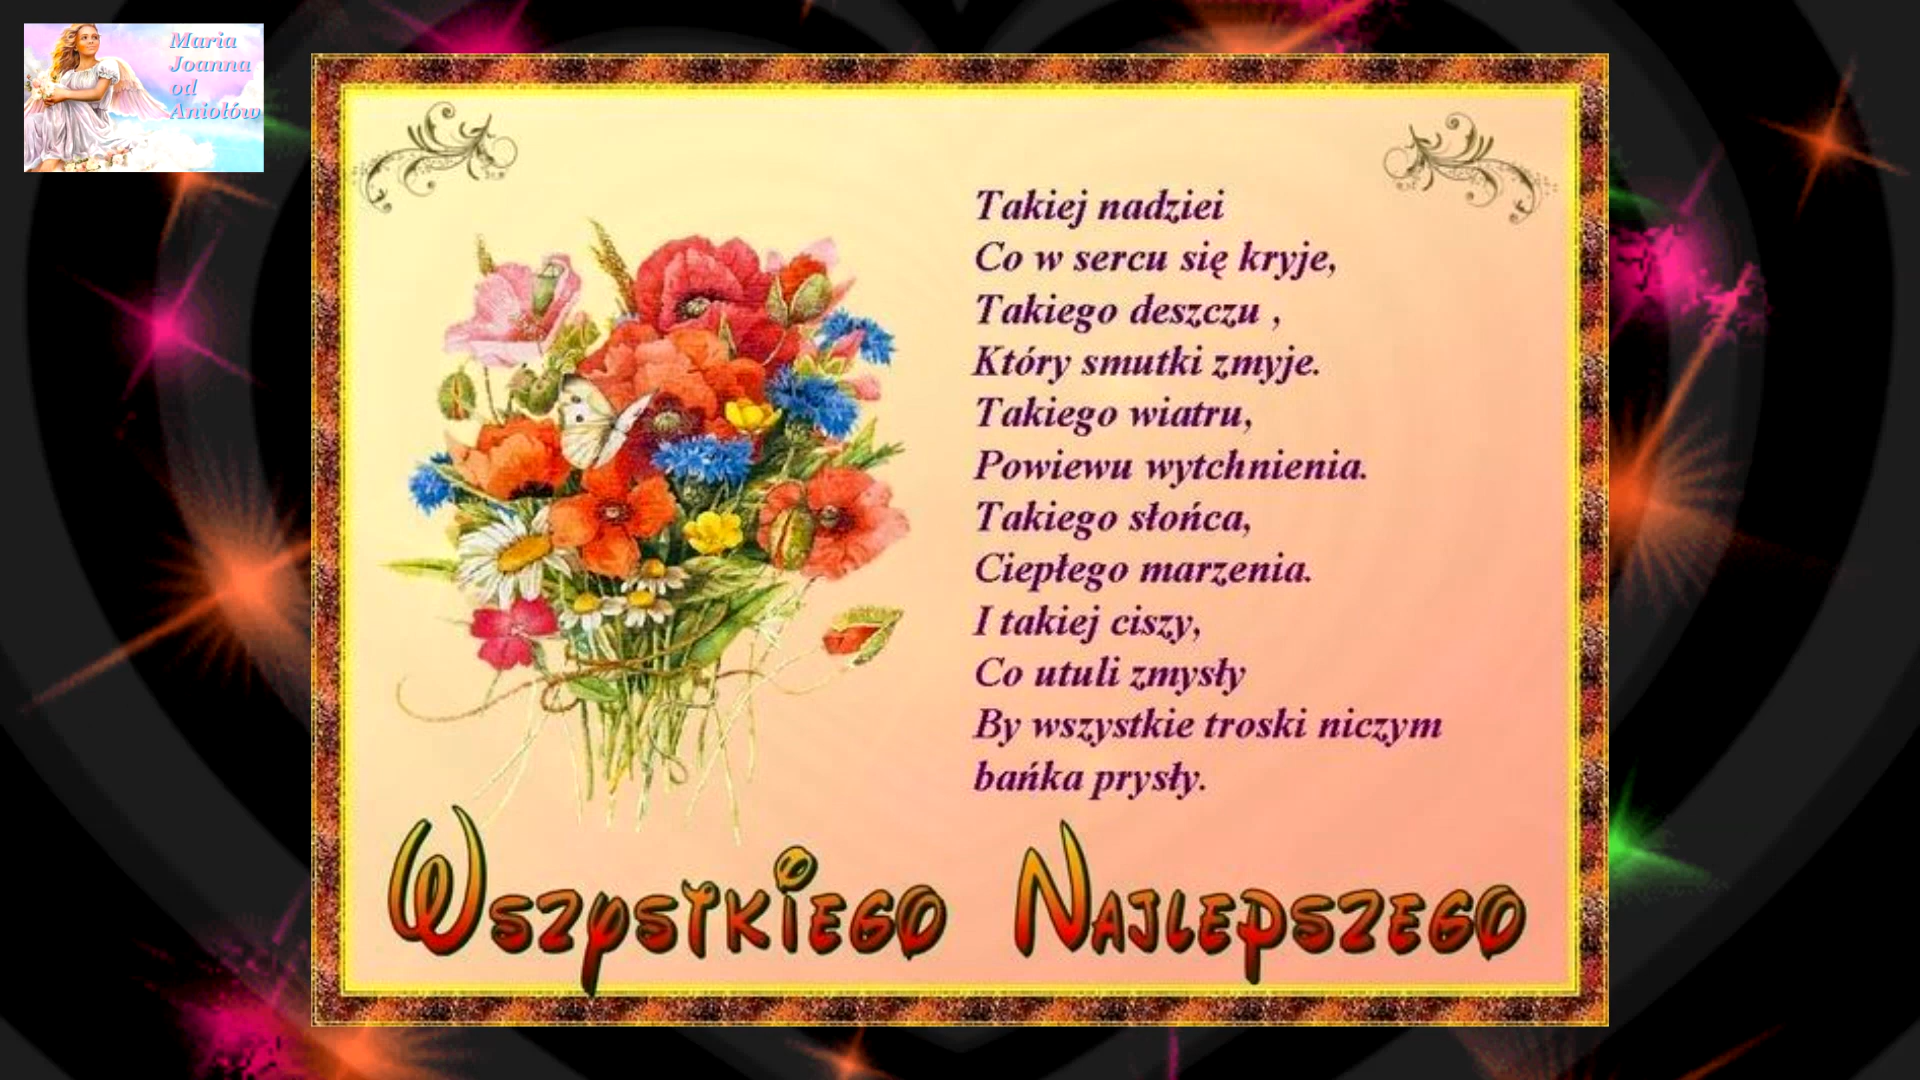 Maria
Joanna
od
Aniołów
Takiej nadziei
Co w sercu się kryje,
Takiego deszczu ,
Który smutki zmyje.
Takiego wiatru,
Powiewu wytchnienia.
Takiego słońca,
Ciepłego marzenia.
I takiej ciszy,
Co utuli zmysły
By wszystkie troski niczym
bańka prysły.
Wszystkiego Najlepszego